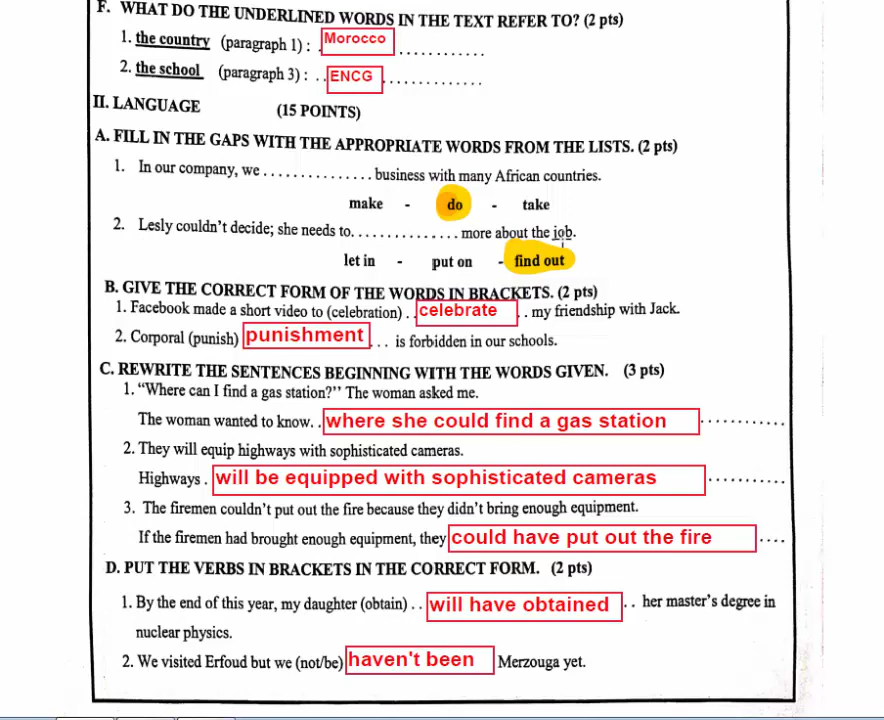 F. WHAT DO THE UNDERLINED WORDS IN THE TEXT REFER TO? (2 pts)
1. the country (paragraph 1) : . Morocco ............
2. the school (paragraph 3) : .. ENCG ..............
II. LANGUAGE (15 POINTS)
A. FILL IN THE GAPS WITH THE APPROPRIATE WORDS FROM THE LISTS. (2 pts)
1. In our company, we ............... business with many African countries.
make - do - take
2. Lesly couldn't decide; she needs to............... more about the job.
let in - put on - find out
B. GIVE THE CORRECT FORM OF THE WORDS IN BRACKETS. (2 pts)
1. Facebook made a short video to (celebration) .. celebrate .. my friendship with Jack.
2. Corporal (punish) punishment ... is forbidden in our schools.
C. REWRITE THE SENTENCES BEGINNING WITH THE WORDS GIVEN. (3 pts)
1. "Where can I find a gas station?" The woman asked me.
The woman wanted to know. . where she could find a gas station ............
2. They will equip highways with sophisticated cameras.
Highways . will be equipped with sophisticated cameras ...........
3. The firemen couldn't put out the fire because they didn't bring enough equipment.
If the firemen had brought enough equipment, they could have put out the fire ....
D. PUT THE VERBS IN BRACKETS IN THE CORRECT FORM. (2 pts)
1. By the end of this year, my daughter (obtain) . . will have obtained . . her master's degree in
nuclear physics.
2. We visited Erfoud but we (not/be) haven't been Merzouga yet.